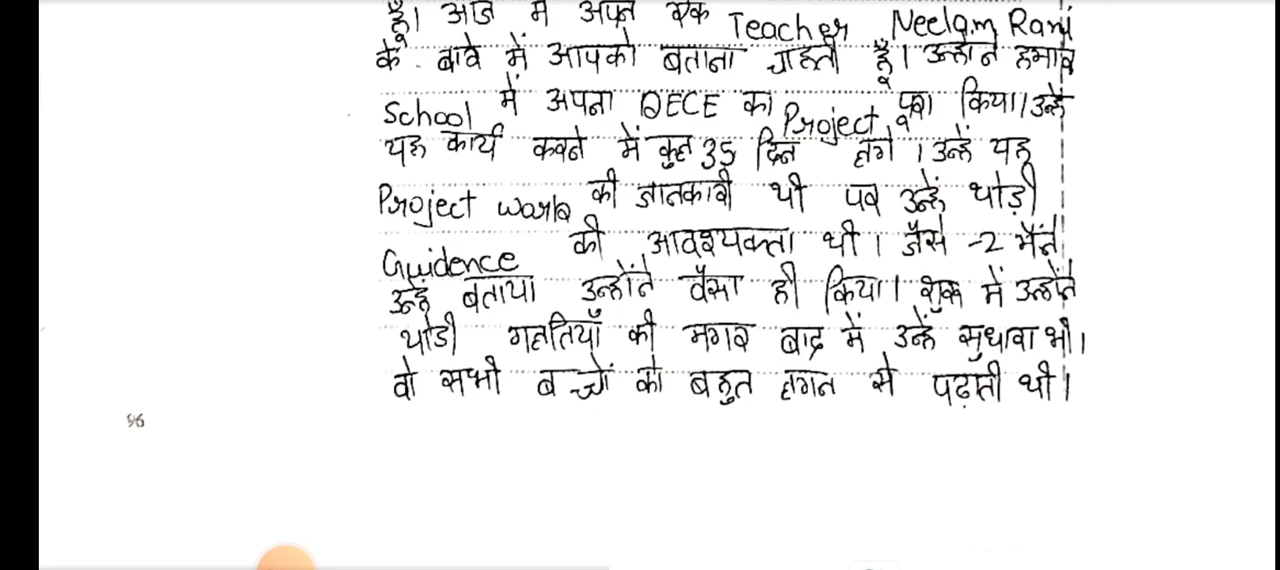 हूँ। आज मैं अपने एक Teacher Neelam Rani
के बारे में आपको बताना चाहती हूँ। उन्होंने हमारे
School में अपना DECE का Project पूरा किया। उन्हें
यह कार्य करने में कुल 35 दिन लगे। उन्हें यह
Project work की जानकारी थी पर उन्हें थोड़ी
Guidence की आवश्यकता थी। जैसे -2 मैंने
उन्हें बताया उन्होंने वैसा ही किया। शुरू में उन्होंने
थोडी गलतियाँ की मगर बाद में उन्हें सुधारा भी।
वो सभी बच्चों को बहुत लगन से पढ़ाती थी।
96